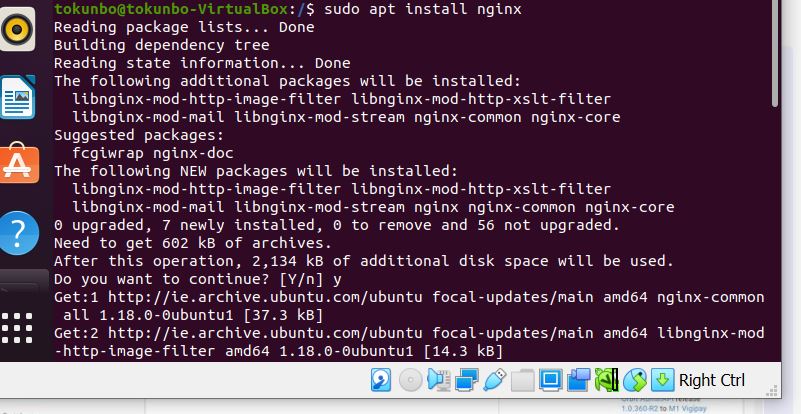 tokunbo@tokunbo-VirtualBox:/$ sudo apt install nginx
Reading package lists... Done
Building dependency tree
Reading state information... Done
The following additional packages will be installed:
  libnginx-mod-http-image-filter libnginx-mod-http-xslt-filter
  libnginx-mod-mail libnginx-mod-stream nginx-common nginx-core
Suggested packages:
  fcgiwrap nginx-doc
The following NEW packages will be installed:
  libnginx-mod-http-image-filter libnginx-mod-http-xslt-filter
  libnginx-mod-mail libnginx-mod-stream nginx nginx-common nginx-core
0 upgraded, 7 newly installed, 0 to remove and 56 not upgraded.
Need to get 602 kB of archives.
After this operation, 2,134 kB of additional disk space will be used.
Do you want to continue? [Y/n] y
Get:1 http://ie.archive.ubuntu.com/ubuntu focal-updates/main amd64 nginx-common
 all 1.18.0-0ubuntu1 [37.3 kB]
Get:2 http://ie.archive.ubuntu.com/ubuntu focal-updates/main amd64 libnginx-mod
-http-image-filter amd64 1.18.0-0ubuntu1 [14.3 kB]
Right Ctrl
1.0.360-R2 to M1 Vigipay